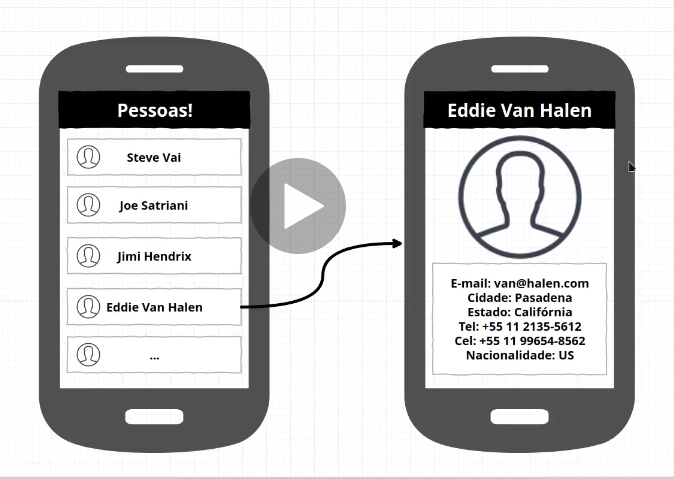 Pessoas!
Steve Vai
Joe Satriani
Jimi Hendrix
Eddie Van Halen
...
Eddie Van Halen
E-mail: van@halen.com
Cidade: Pasadena
Estado: Califórnia
Tel: +55 11 2135-5612
Cel: +55 11 99654-8562
Nacionalidade: US